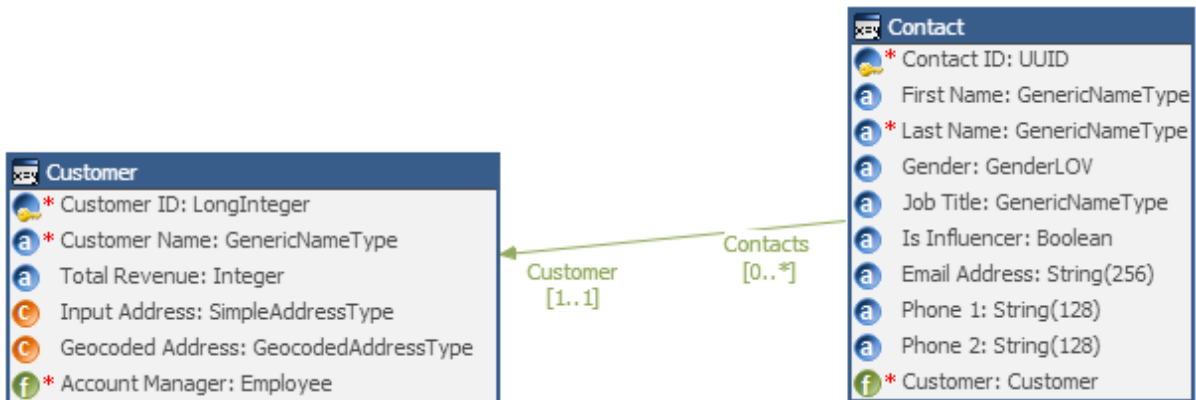 Contact
* Contact ID: UUID
First Name: GenericNameType
* Last Name: GenericNameType
Gender: GenderLOV
Job Title: GenericNameType
Is Influencer: Boolean
Email Address: String(256)
Phone 1: String(128)
Phone 2: String(128)
* Customer: Customer
Customer
* Customer ID: LongInteger
* Customer Name: GenericNameType
Total Revenue: Integer
Input Address: SimpleAddressType
Geocoded Address: GeocodedAddressType
* Account Manager: Employee
Customer
[1..1]
Contacts
[0..*]